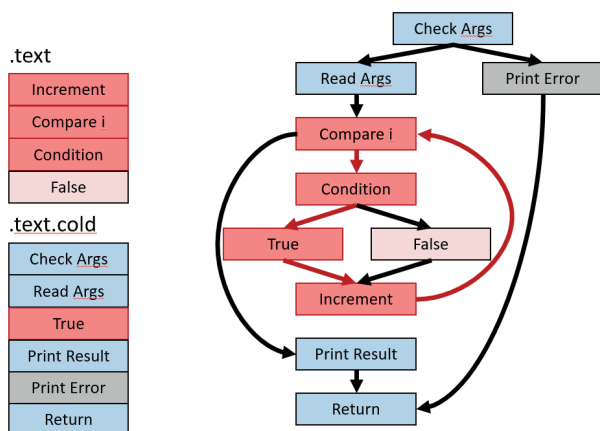 .text
Increment
Compare i
Condition
False
.text.cold
Check Args
Read Args
True
Print Result
Print Error
Return
Check Args
Read Args
Print Error
Compare i
Condition
True
False
Increment
Print Result
Return